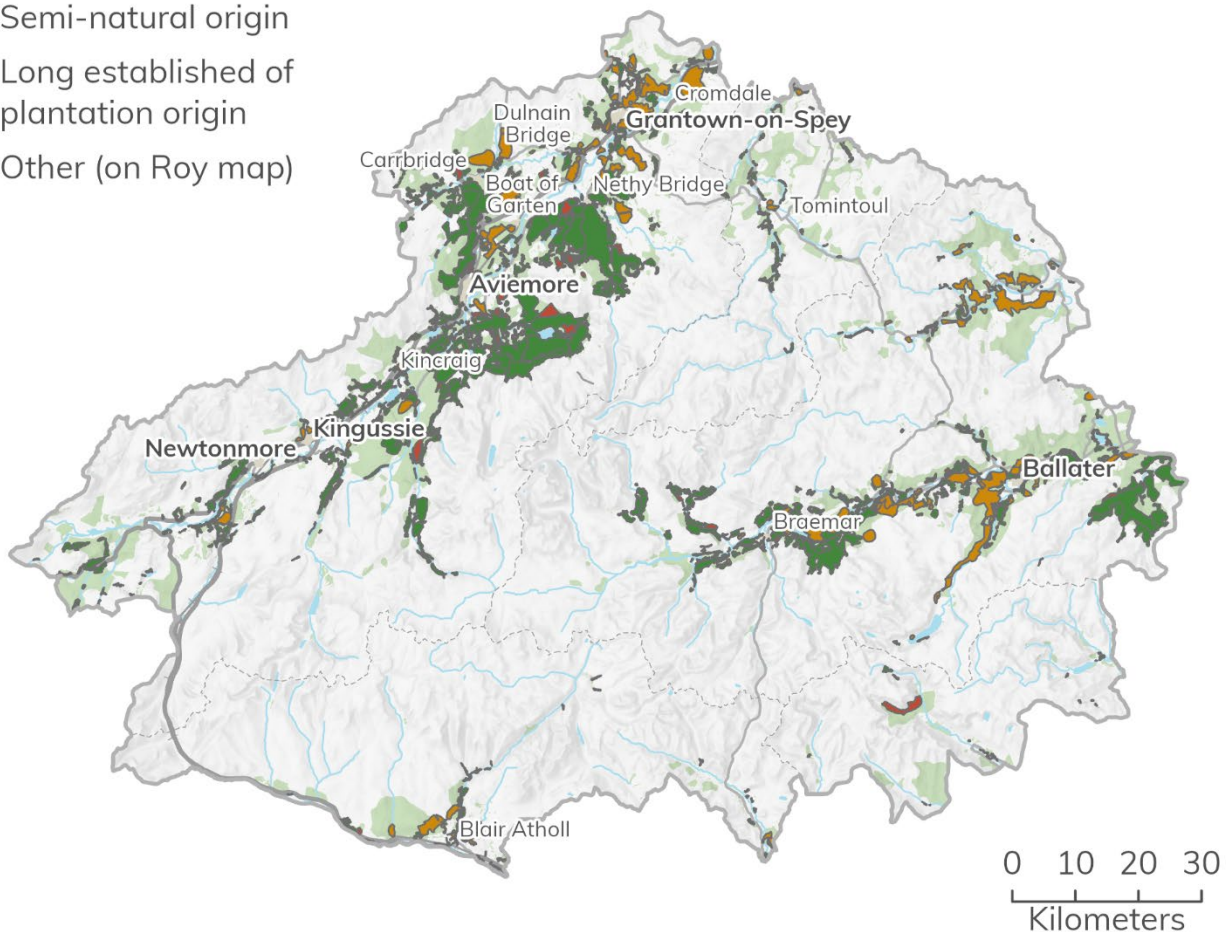 Semi-natural origin
Long established of
plantation origin
Other (on Roy map)
Cromdale
Grantown-on-Spey
Dulnain
Bridge
Carrbridge
Boat of
Garten
Nethy Bridge
Tomintoul
Aviemore
Kincraig
Kingussie
Newtonmore
Ballater
Braemar
Blair Atholl
0 10 20 30
Kilometers